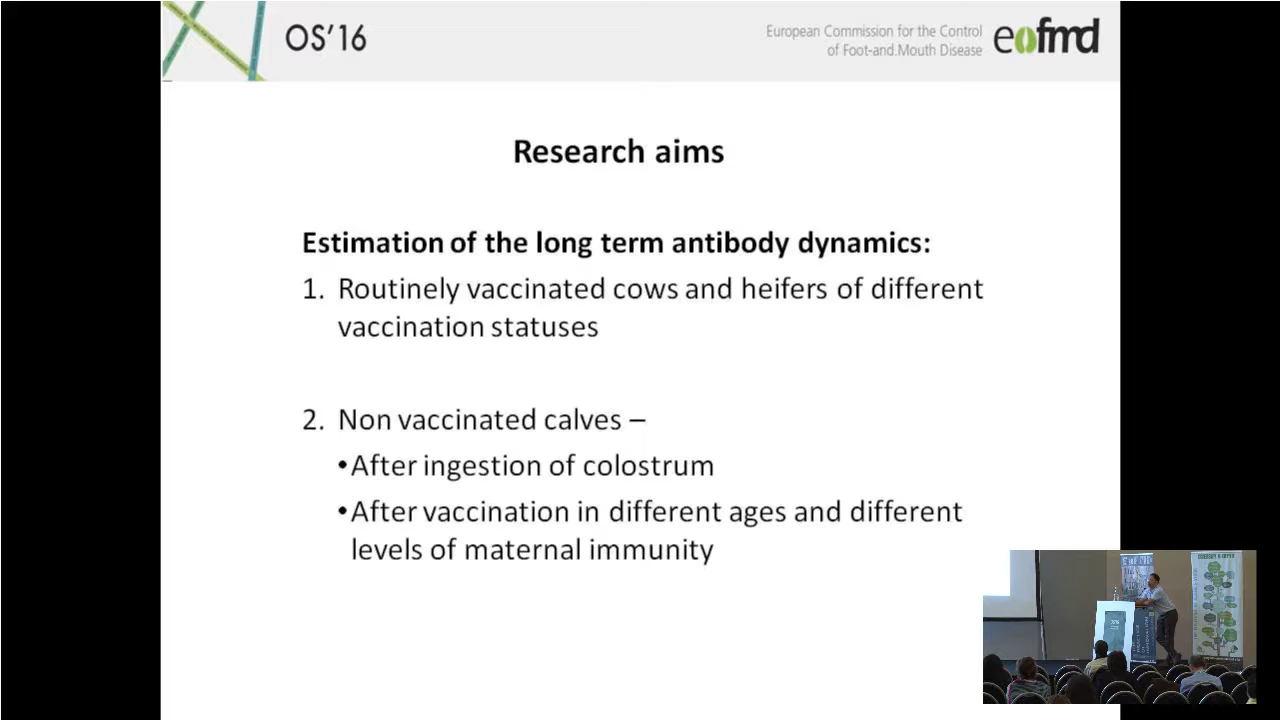 OS'16
European Commission for the Control
of Foot-and.Mouth Disease
eofmd
Research aims
Estimation of the long term antibody dynamics:
1. Routinely vaccinated cows and heifers of different
vaccination statuses
2. Non vaccinated calves –
•After ingestion of colostrum
•After vaccination in different ages and different
levels of maternal immunity